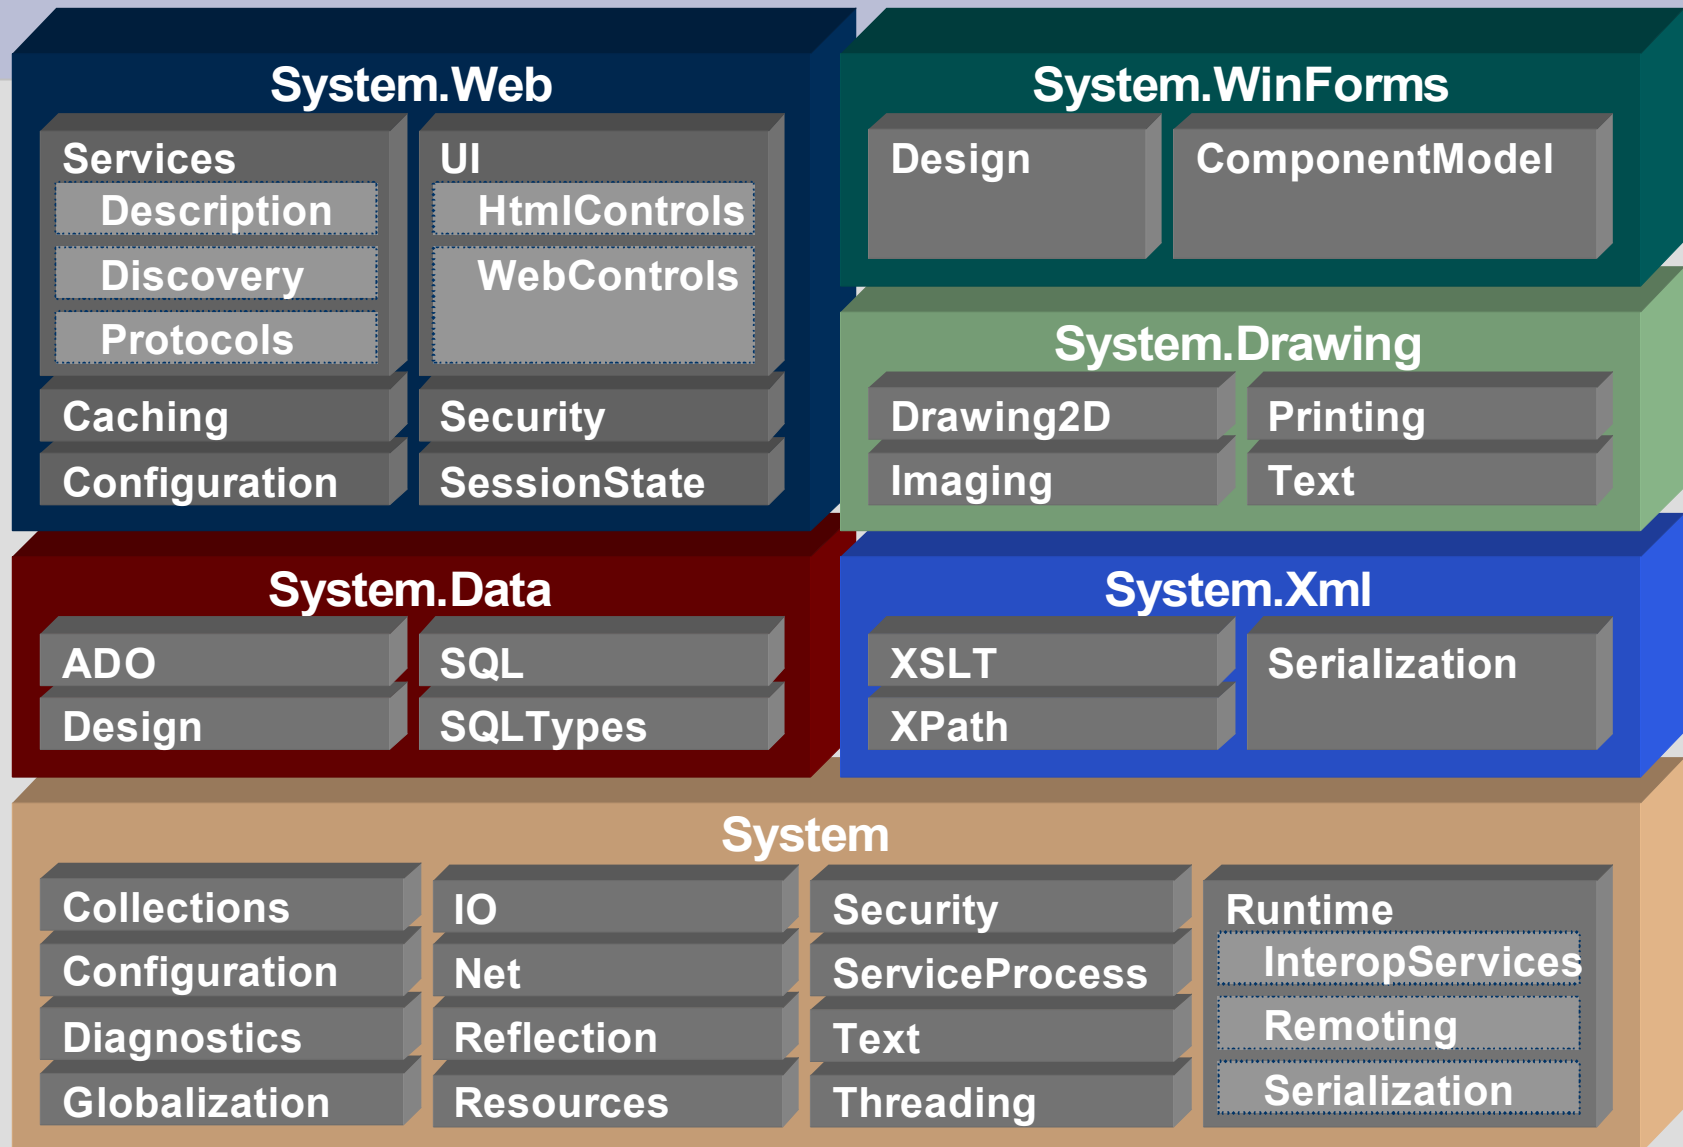 System.Web
Services
Description
Discovery
Protocols
Caching
Configuration
UI
HtmlControls
WebControls
Security
SessionState
System.WinForms
Design
ComponentModel
System.Drawing
Drawing2D
Imaging
Printing
Text
System.Data
ADO
Design
SQL
SQLTypes
System.Xml
XSLT
XPath
Serialization
System
Collections
Configuration
Diagnostics
Globalization
IO
Net
Reflection
Resources
Security
ServiceProcess
Text
Threading
Runtime
InteropServices
Remoting
Serialization